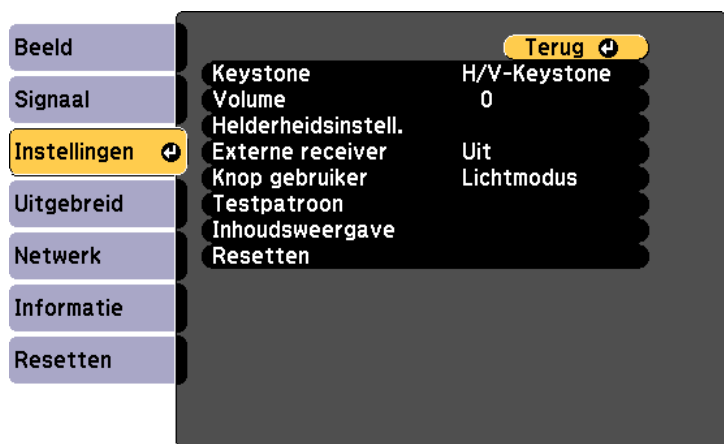 Beeld
Signaal
Instellingen
Uitgebreid
Netwerk
Informatie
Resetten
Terug
Keystone H/V-Keystone
Volume 0
Helderheidsinstell.
Externe receiver Uit
Knop gebruiker Lichtmodus
Testpatroon
Inhoudsweergave
Resetten